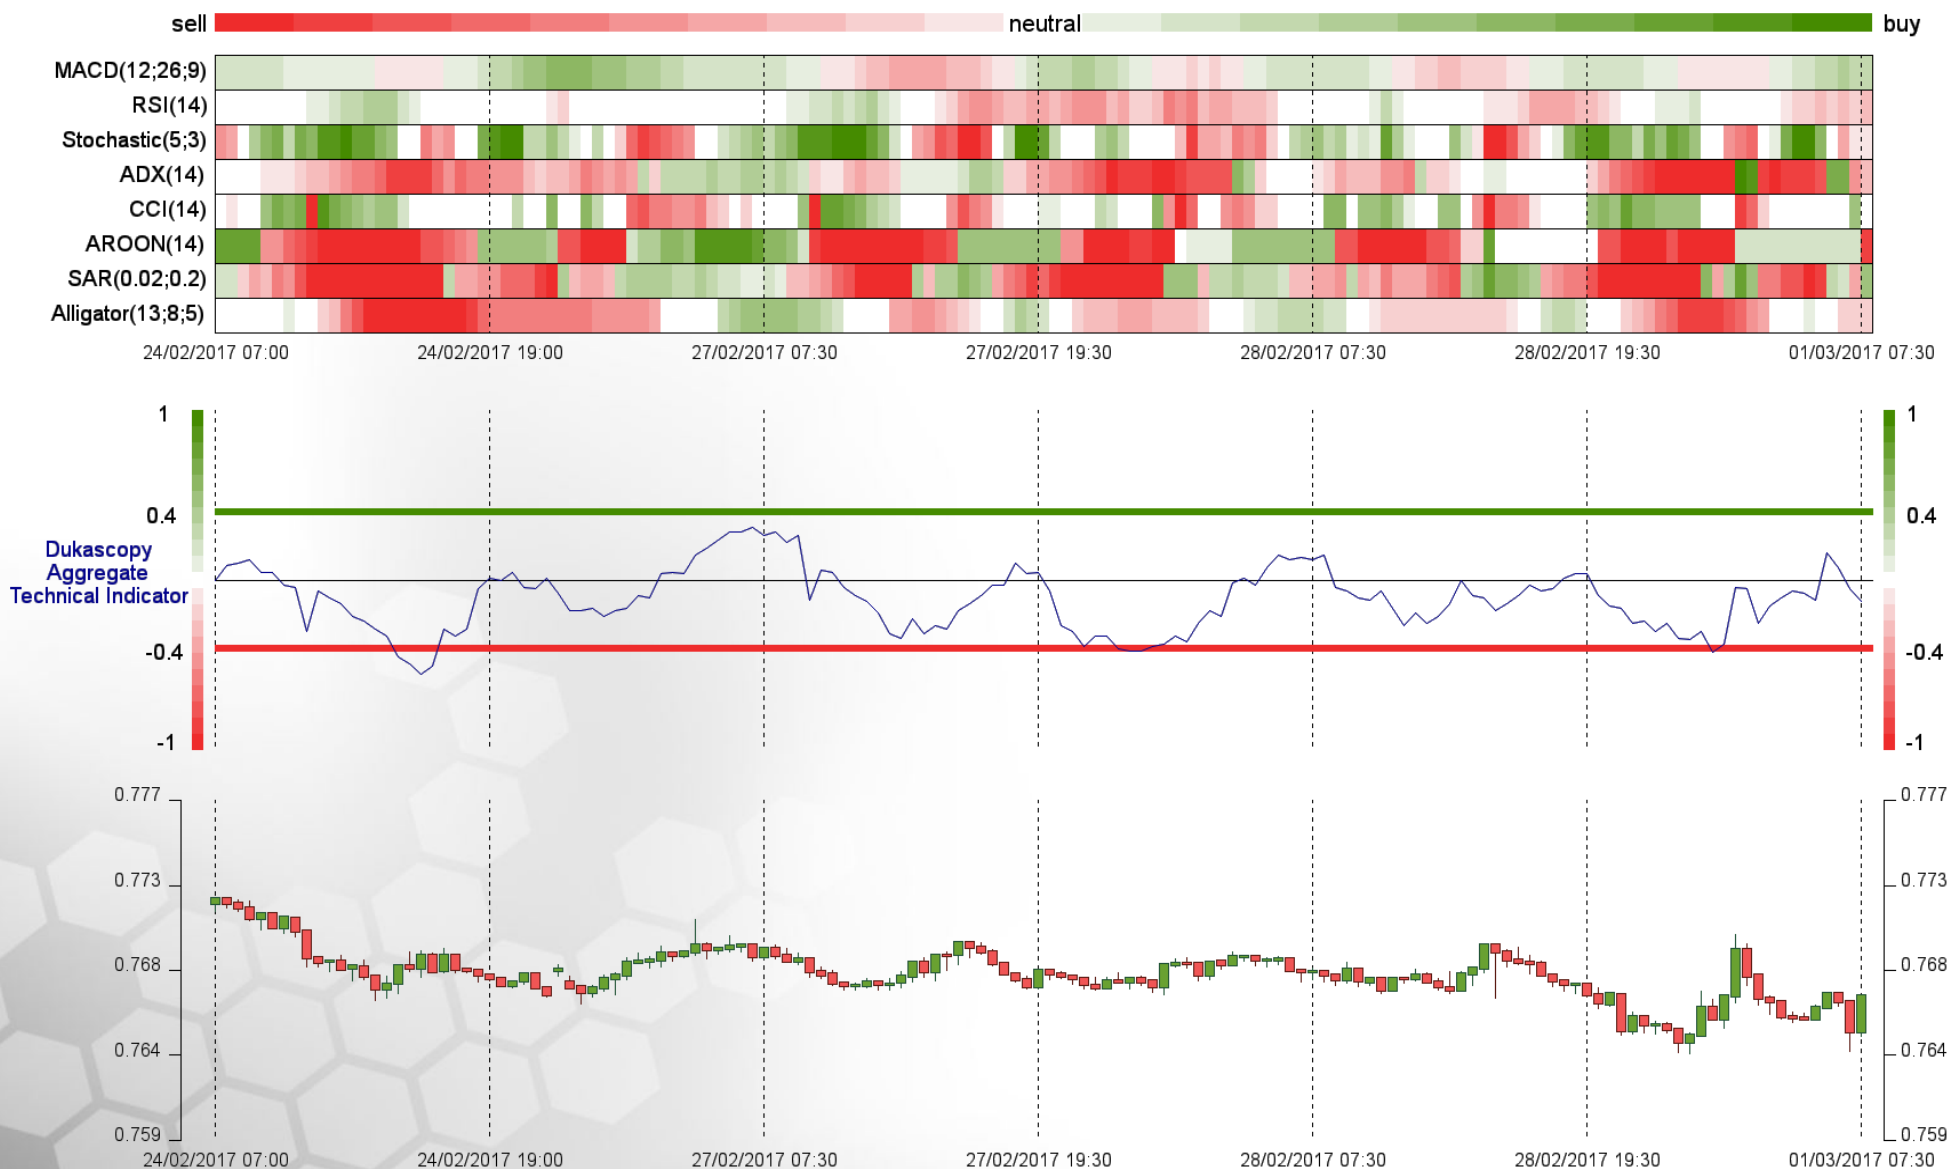 sell neutral buy
MACD(12;26;9)
RSI(14)
Stochastic(5;3)
ADX(14)
CCI(14)
AROON(14)
SAR(0.02;0.2)
Alligator(13;8;5)
24/02/2017 07:00 24/02/2017 19:00 27/02/2017 07:30 27/02/2017 19:30 28/02/2017 07:30 28/02/2017 19:30 01/03/2017 07:30
1 1
0.4 0.4
Dukascopy
Aggregate
Technical Indicator
-0.4 -0.4
-1 -1
0.777 0.777
0.773 0.773
0.768 0.768
0.764 0.764
0.759 0.759
24/02/2017 07:00 24/02/2017 19:00 27/02/2017 07:30 27/02/2017 19:30 28/02/2017 07:30 28/02/2017 19:30 01/03/2017 07:30